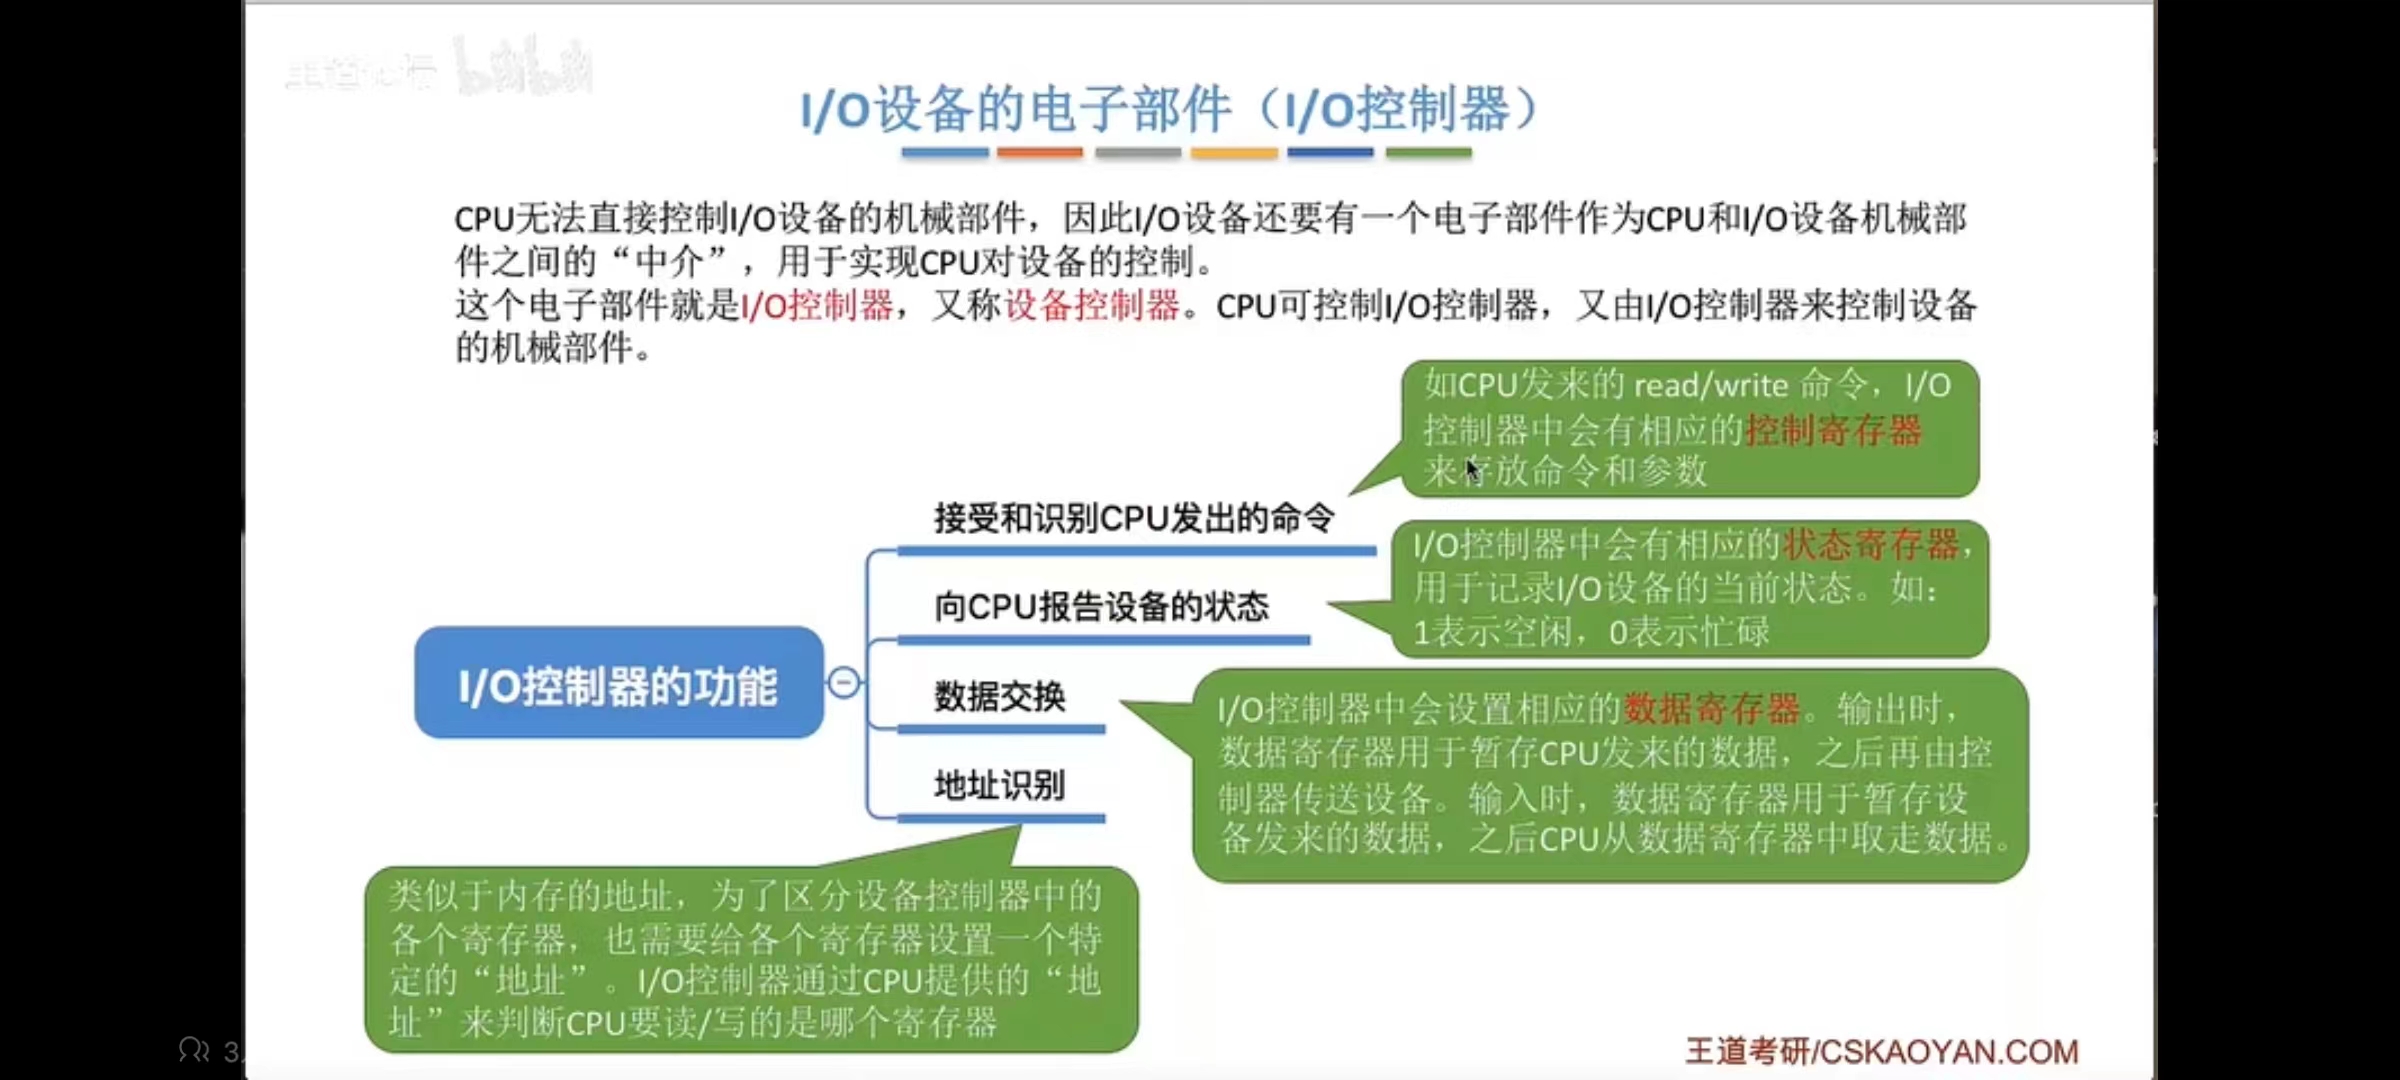 I/O设备的电子部件（I/O控制器）
CPU无法直接控制I/O设备的机械部件，因此I/O设备还要有一个电子部件作为CPU和I/O设备机械部
件之间的“中介”，用于实现CPU对设备的控制。
这个电子部件就是I/O控制器，又称设备控制器。CPU可控制I/O控制器，又由I/O控制器来控制设备
的机械部件。
如CPU发来的 read/write 命令，I/O
控制器中会有相应的控制寄存器
来存放命令和参数
接受和识别CPU发出的命令
I/O控制器中会有相应的状态寄存器，
用于记录I/O设备的当前状态。如：
1表示空闲，0表示忙碌
向CPU报告设备的状态
I/O控制器的功能
数据交换
I/O控制器中会设置相应的数据寄存器。输出时，
数据寄存器用于暂存CPU发来的数据，之后再由控
制器传送设备。输入时，数据寄存器用于暂存设
备发来的数据，之后CPU从数据寄存器中取走数据。
地址识别
类似于内存的地址，为了区分设备控制器中的
各个寄存器，也需要给各个寄存器设置一个特
定的“地址”。I/O控制器通过CPU提供的“地
址”来判断CPU要读/写的是哪个寄存器
王道考研/CSKAOYAN.COM